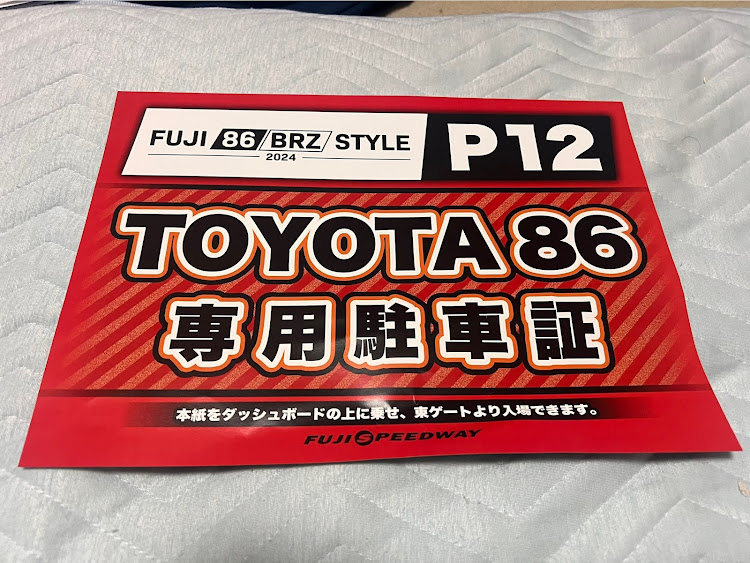 FUJI 86/BRZ STYLE
2024
P12
TOYOTA 86
専用駐車証
本紙をダッシュボードの上に乗せ、東ゲートより入場できます。
FUJI SPEEDWAY